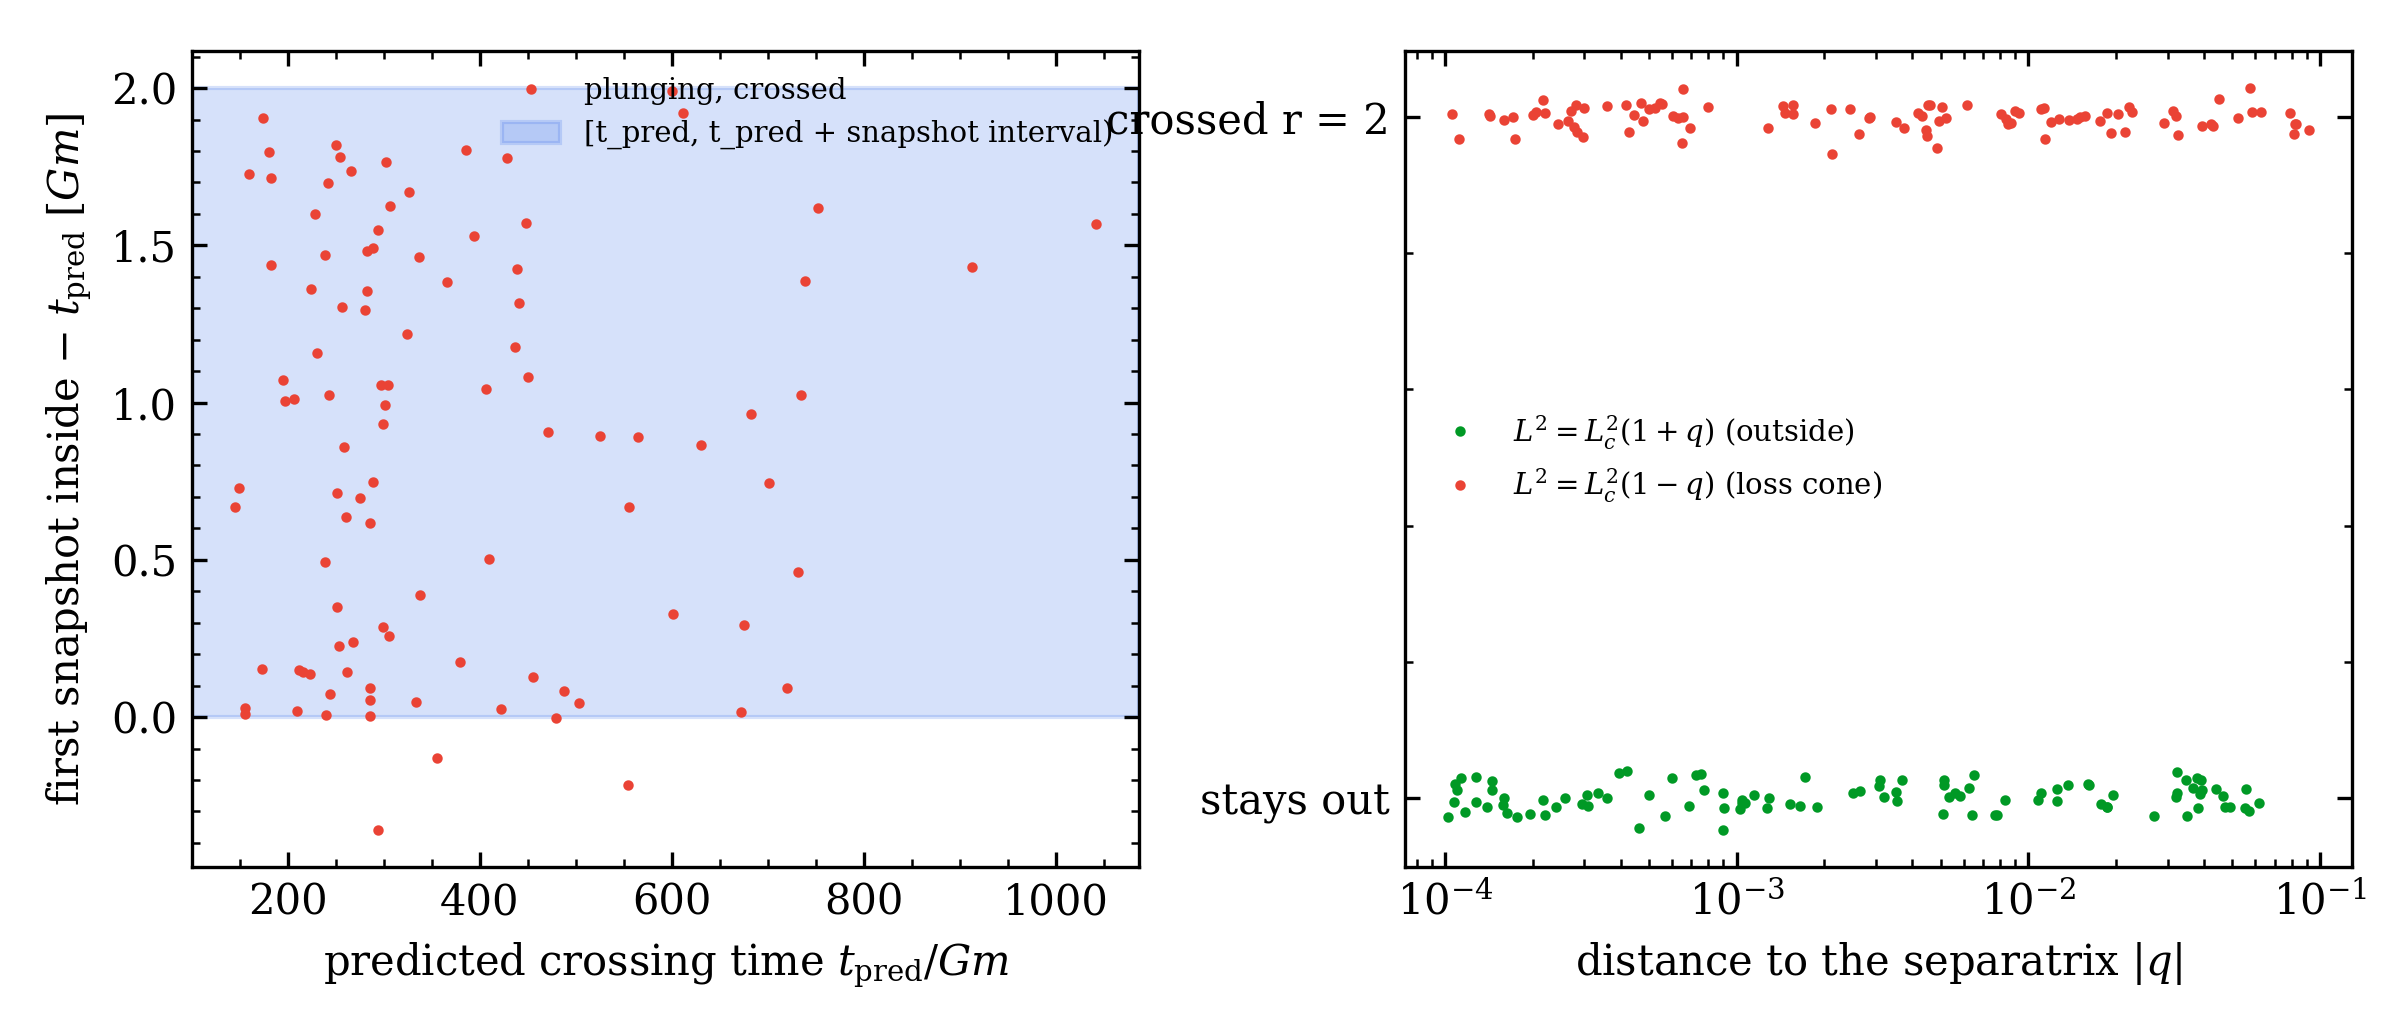 2.0
1.5
1.0
0.5
0.0
first snapshot inside − t_pred [Gm]
plunging, crossed
[t_pred, t_pred + snapshot interval)
200 400 600 800 1000
predicted crossing time t_pred/Gm
crossed r = 2
stays out
L² = L_c²(1 + q) (outside)
L² = L_c²(1 − q) (loss cone)
10⁻⁴ 10⁻³ 10⁻² 10⁻¹
distance to the separatrix |q|